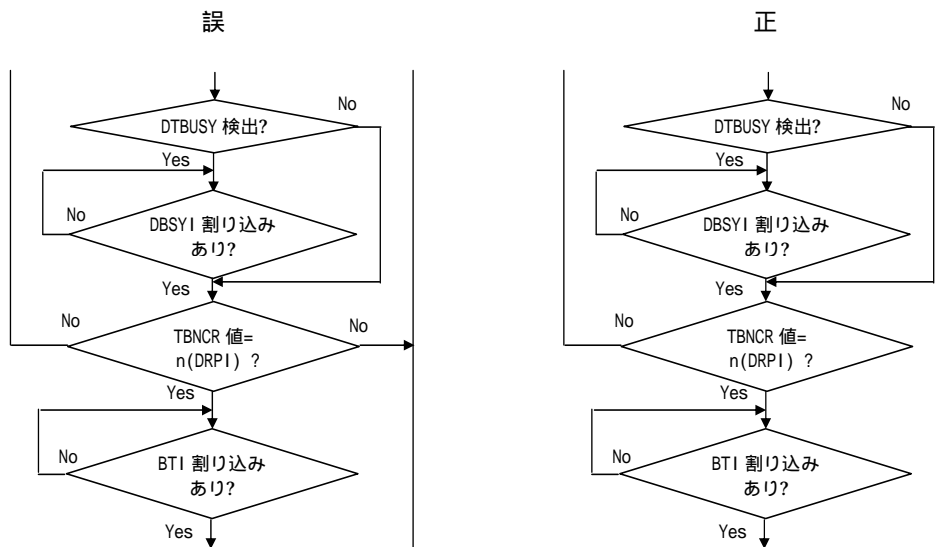 誤
No
DTBUSY 検出?
Yes
No
DBSYI 割り込み
あり?
Yes
No
No
TBNCR 値=
n(DRPI) ?
Yes
No
BTI 割り込み
あり?
Yes
正
No
DTBUSY 検出?
Yes
No
DBSYI 割り込み
あり?
Yes
No
TBNCR 値=
n(DRPI) ?
Yes
No
BTI 割り込み
あり?
Yes